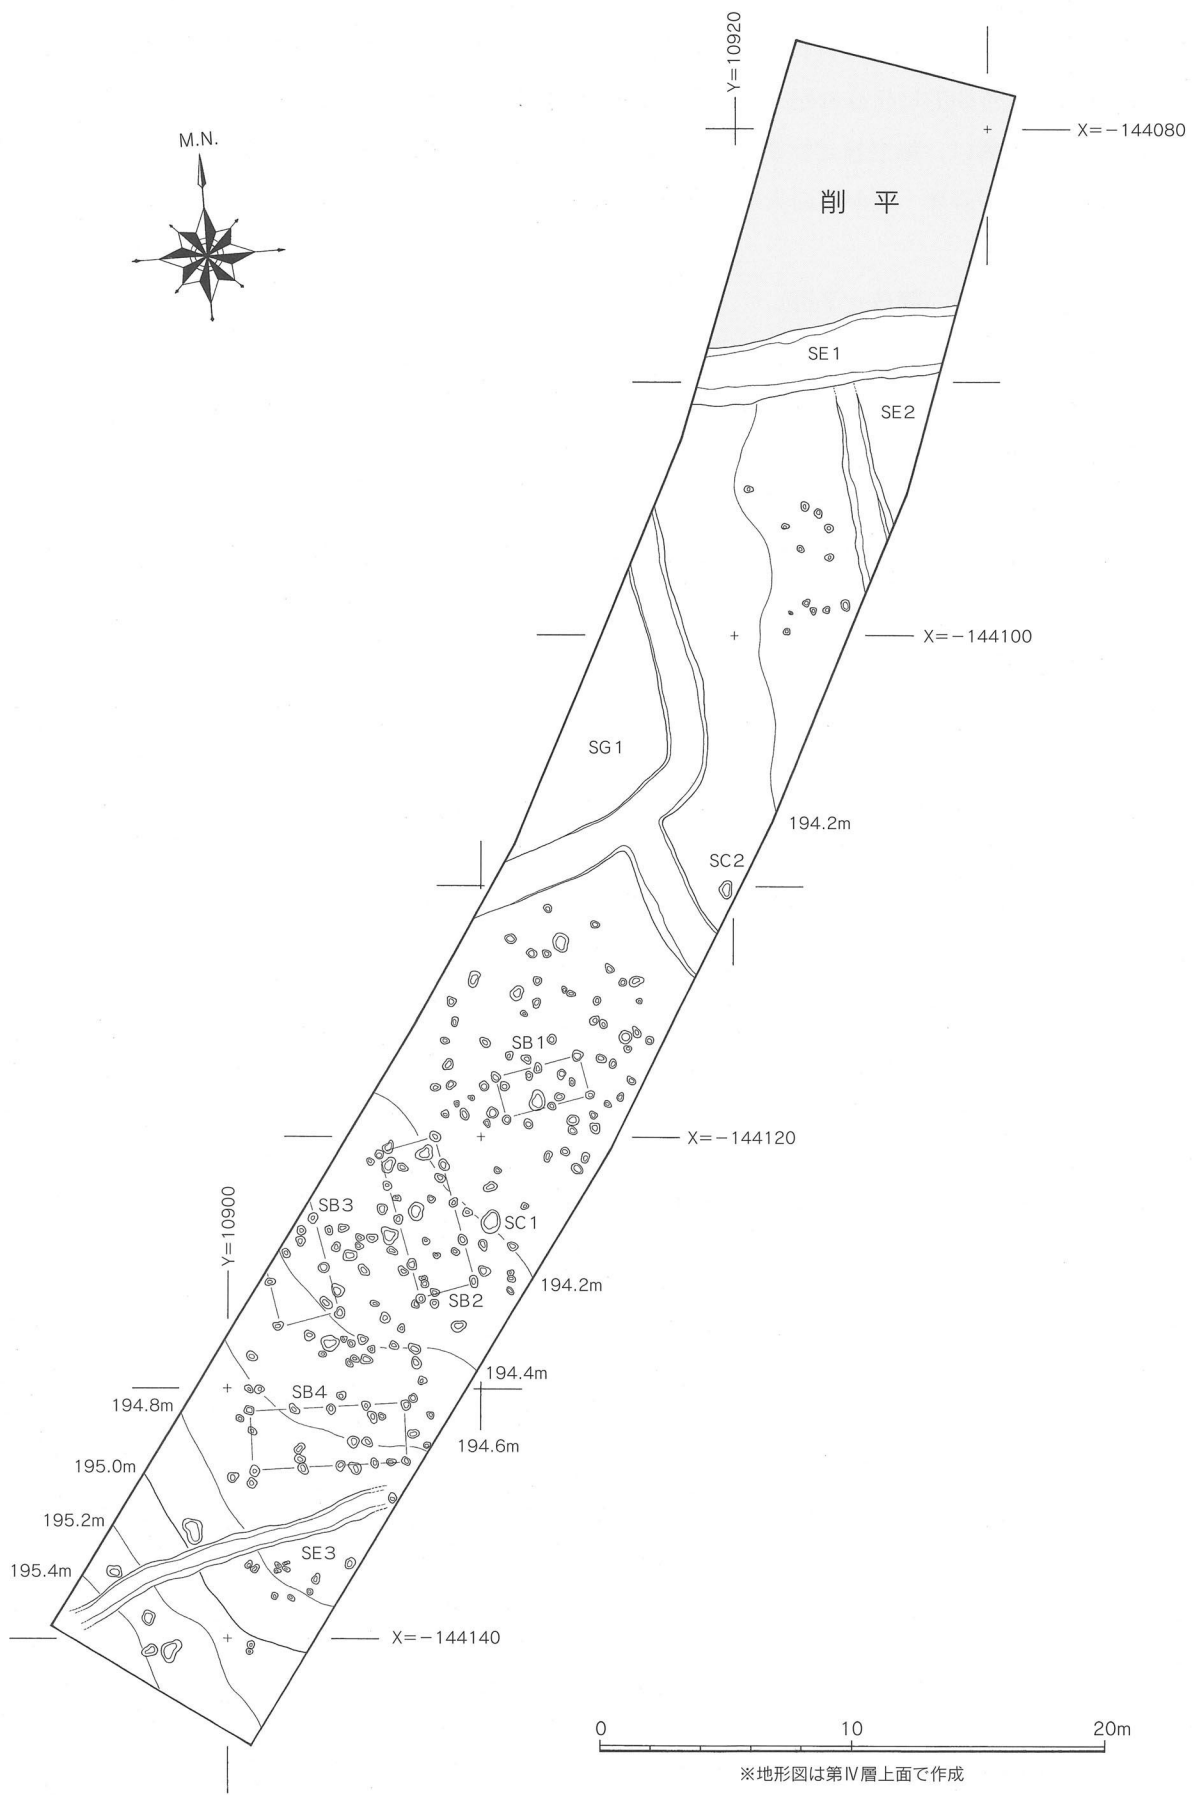 Y=10920
M.N.
X=-144080
削 平
SE1
SE2
X=-144100
SG1
194.2m
SC2
SB1
X=-144120
Y=10900
SB3
SC1
194.2m
SB2
194.4m
SB4
194.8m
194.6m
195.0m
195.2m
SE3
195.4m
X=-144140
0 10 20m
※地形図は第Ⅳ層上面で作成